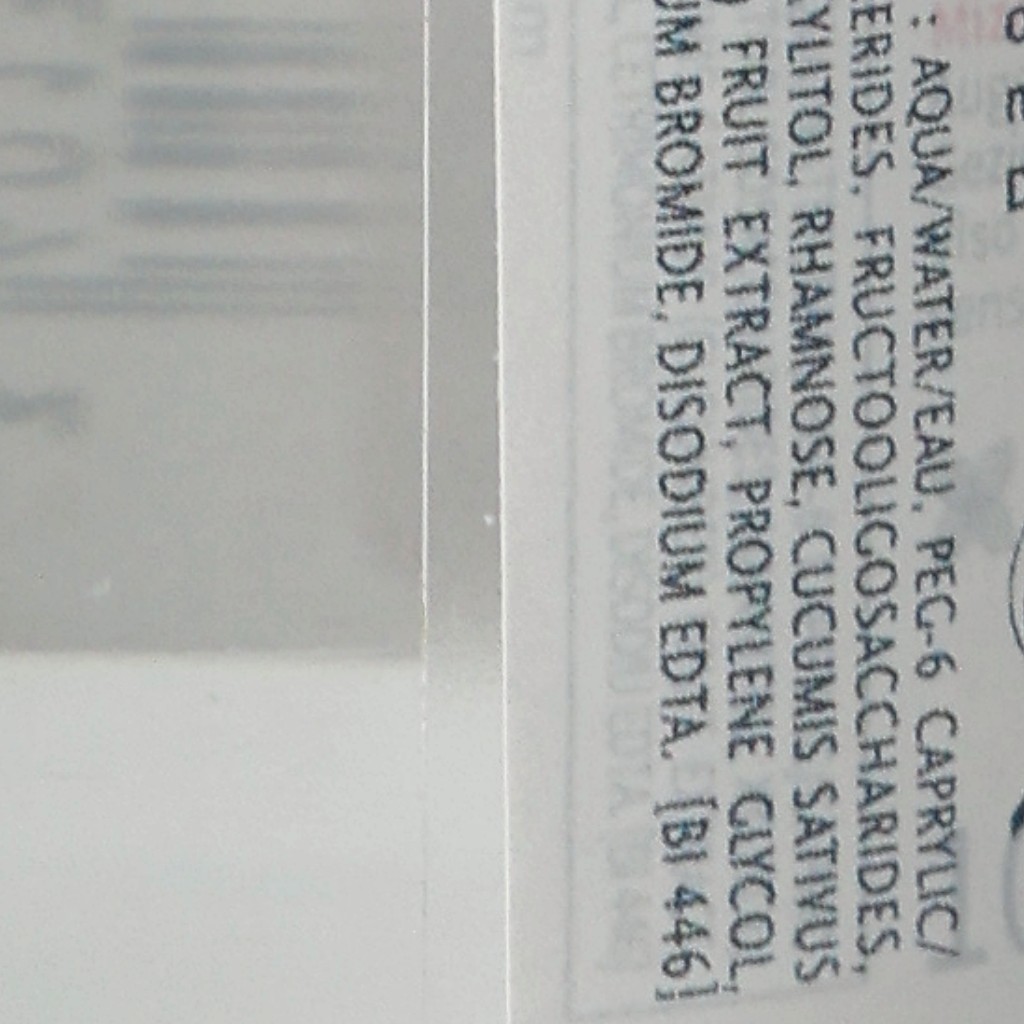 : AQUA/WATER/EAU, PEG-6 CAPRYLIC/
ERIDES, FRUCTOOLIGOSACCHARIDES,
YLITOL, RHAMNOSE, CUCUMIS SATIVUS
FRUIT EXTRACT, PROPYLENE GLYCOL,
UM BROMIDE, DISODIUM EDTA. [BI 446]